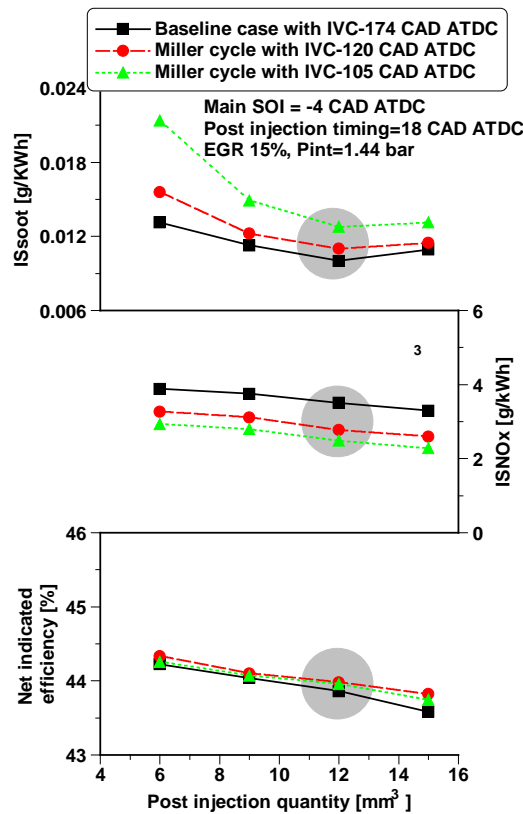 Baseline case with IVC-174 CAD ATDC
Miller cycle with IVC-120 CAD ATDC
Miller cycle with IVC-105 CAD ATDC
Main SOI = -4 CAD ATDC
Post injection timing=18 CAD ATDC
EGR 15%, Pint=1.44 bar
0.024
0.018
0.012
0.006
ISsoot [g/KWh]
3
6
4
2
0
ISNOx [g/kWh]
46
45
44
43
Net indicated
efficiency [%]
4 6 8 10 12 14 16
Post injection quantity [mm³]